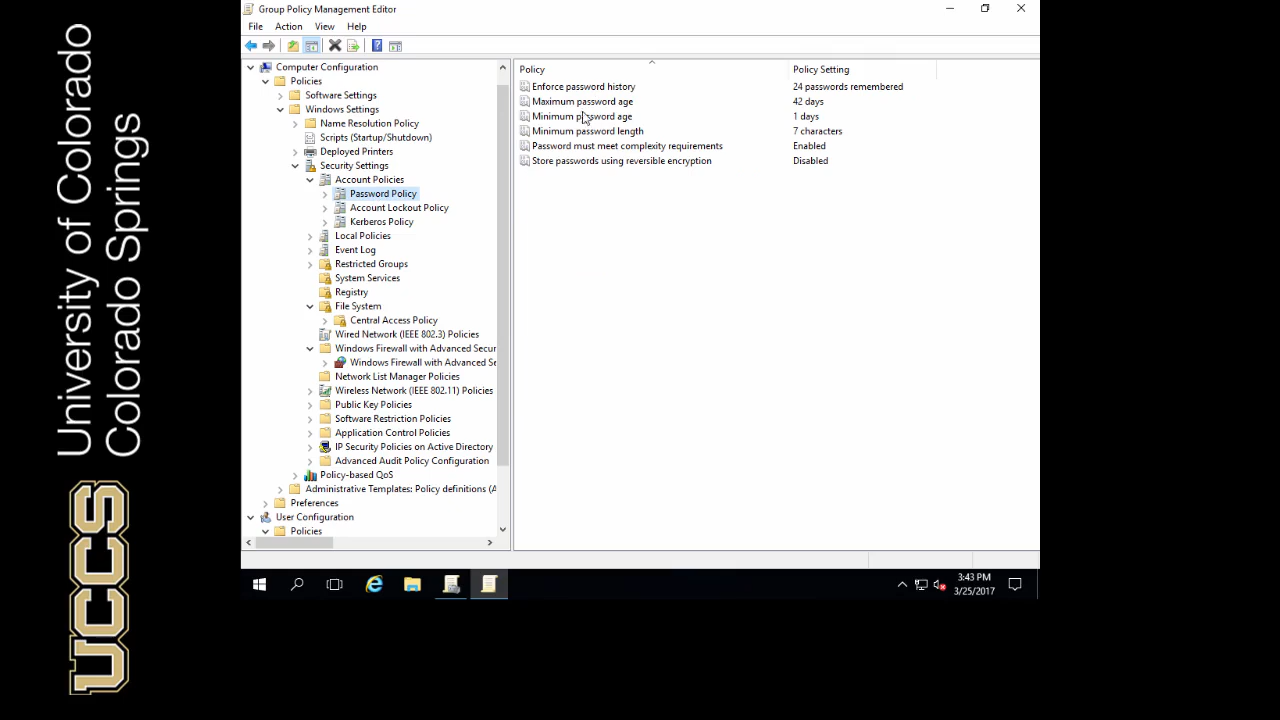 University of Colorado
Colorado Springs
UCCS
Group Policy Management Editor
File Action View Help
Computer Configuration
Policies
Software Settings
Windows Settings
Name Resolution Policy
Scripts (Startup/Shutdown)
Deployed Printers
Security Settings
Account Policies
Password Policy
Account Lockout Policy
Kerberos Policy
Local Policies
Event Log
Restricted Groups
System Services
Registry
File System
Central Access Policy
Wired Network (IEEE 802.3) Policies
Windows Firewall with Advanced Secur
Windows Firewall with Advanced Se
Network List Manager Policies
Wireless Network (IEEE 802.11) Policies
Public Key Policies
Software Restriction Policies
Application Control Policies
IP Security Policies on Active Directory
Advanced Audit Policy Configuration
Policy-based QoS
Administrative Templates: Policy definitions (A
Preferences
User Configuration
Policies
Policy Policy Setting
Enforce password history 24 passwords remembered
Maximum password age 42 days
Minimum password age 1 days
Minimum password length 7 characters
Password must meet complexity requirements Enabled
Store passwords using reversible encryption Disabled
3:43 PM
3/25/2017